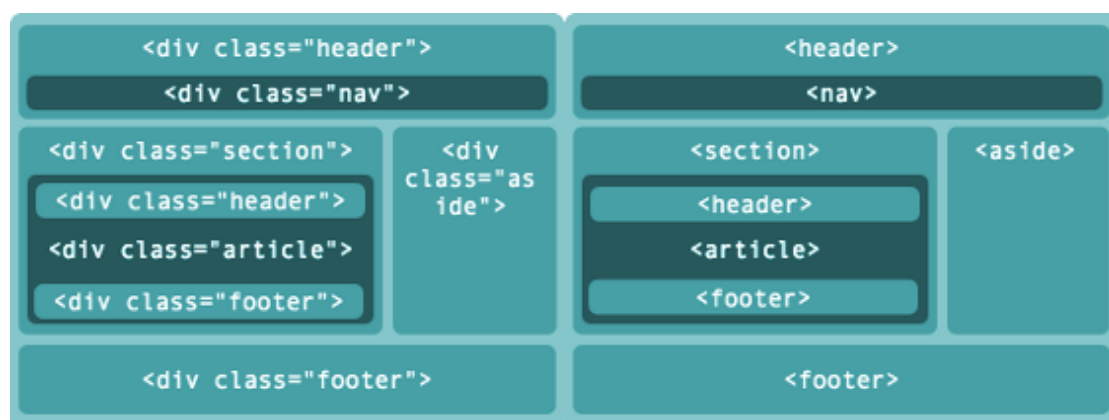 <div class="header">
<div class="nav">
<div class="section">
<div
class="as
ide">
<div class="header">
<div class="article">
<div class="footer">
<div class="footer">
<header>
<nav>
<section>
<aside>
<header>
<article>
<footer>
<footer>